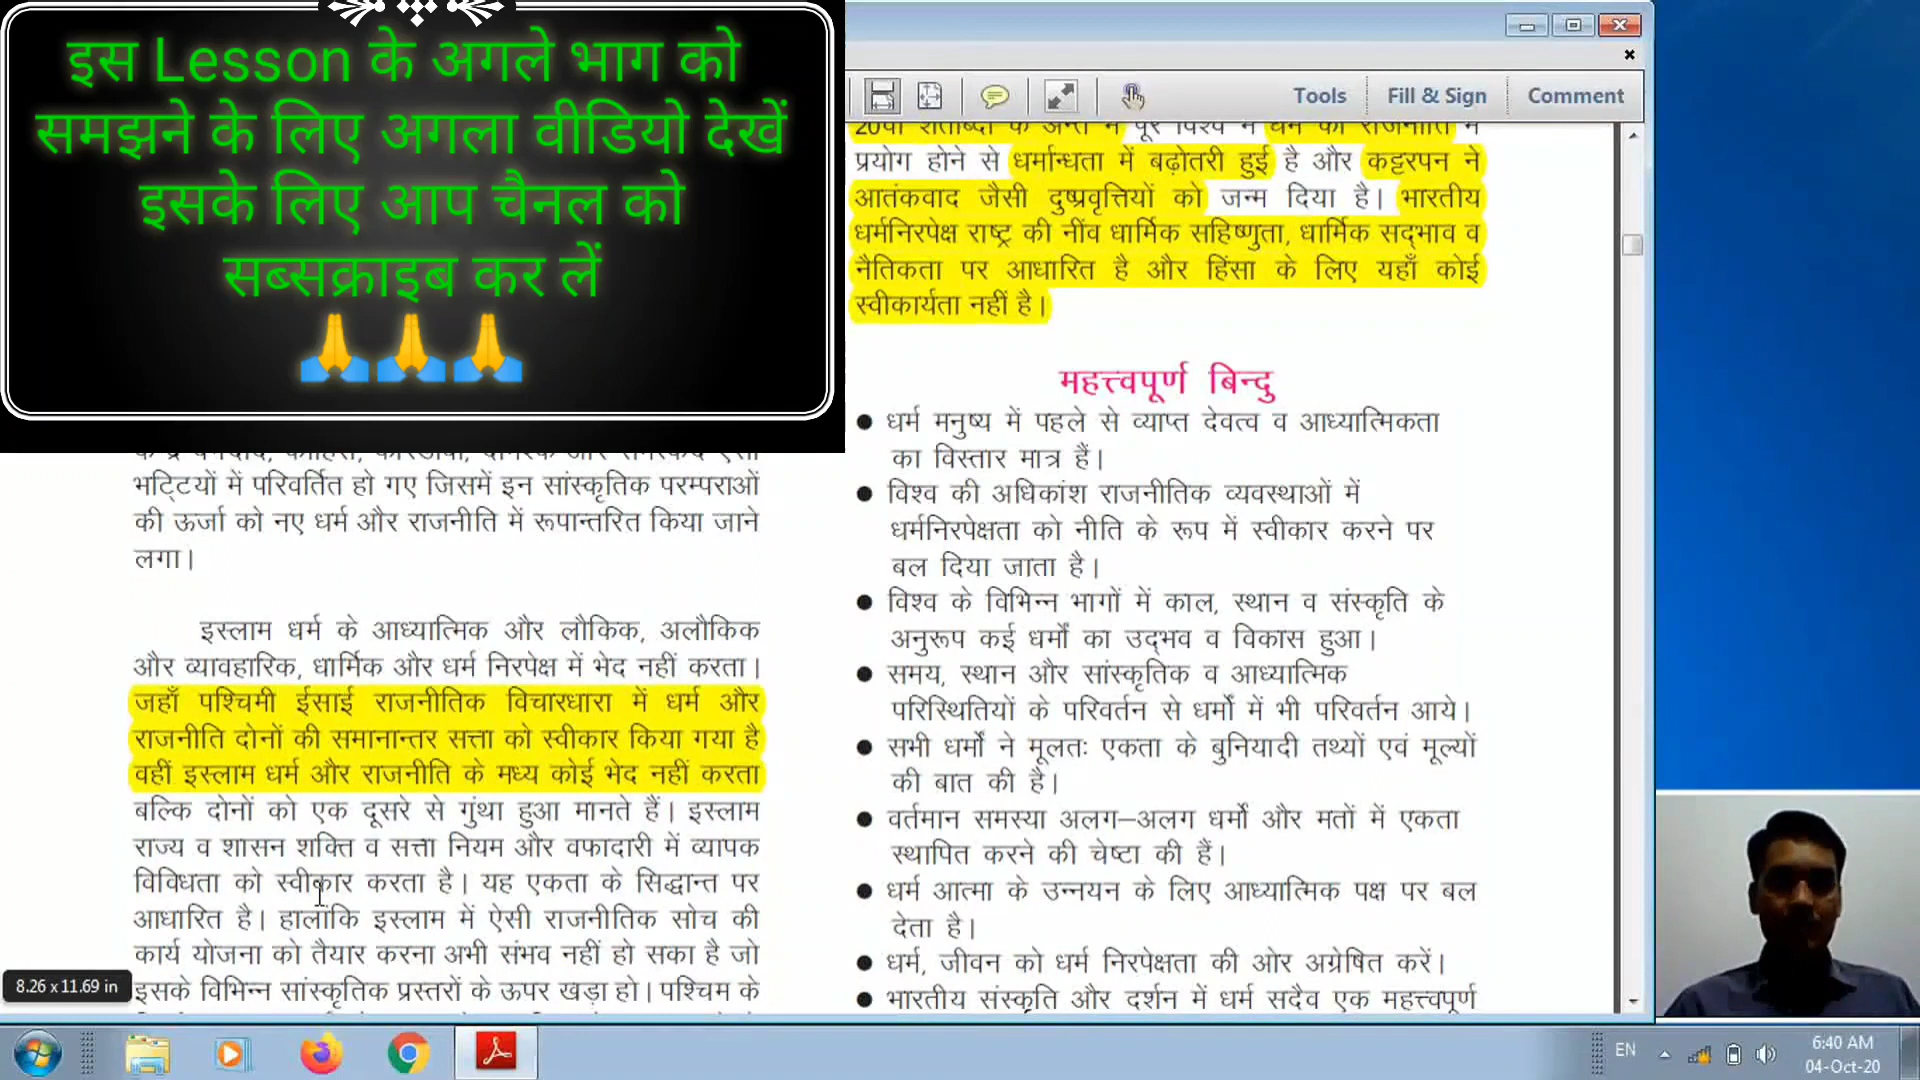 इस Lesson के अगले भाग को
समझने के लिए अगला वीडियो देखें
इसके लिए आप चैनल को
सब्सक्राइब कर लें
Tools
Fill & Sign
Comment
भट्टियों में परिवर्तित हो गए जिसमें इन सांस्कृतिक परम्पराओं
की ऊर्जा को नए धर्म और राजनीति में रूपान्तरित किया जाने
लगा।
इस्लाम धर्म के आध्यात्मिक और लौकिक, अलौकिक
और व्यावहारिक, धार्मिक और धर्म निरपेक्ष में भेद नहीं करता।
जहाँ पश्चिमी ईसाई राजनीतिक विचारधारा में धर्म और
राजनीति दोनों की समानान्तर सत्ता को स्वीकार किया गया है
वहीं इस्लाम धर्म और राजनीति के मध्य कोई भेद नहीं करता
बल्कि दोनों को एक दूसरे से गुंथा हुआ मानते हैं। इस्लाम
राज्य व शासन शक्ति व सत्ता नियम और वफादारी में व्यापक
विविधता को स्वीकार करता है। यह एकता के सिद्धान्त पर
आधारित है। हालांकि इस्लाम में ऐसी राजनीतिक सोच की
कार्य योजना को तैयार करना अभी संभव नहीं हो सका है जो
इसके विभिन्न सांस्कृतिक प्रस्तरों के ऊपर खड़ा हो। पश्चिम के
8.26 x 11.69 in
20वीं शताब्दी के अन्त में पूरे विश्व में धर्म का राजनीति में
प्रयोग होने से धर्मान्धता में बढ़ोतरी हुई है और कट्टरपन ने
आतंकवाद जैसी दुष्प्रवृत्तियों को जन्म दिया है। भारतीय
धर्मनिरपेक्ष राष्ट्र की नींव धार्मिक सहिष्णुता, धार्मिक सद्भाव व
नैतिकता पर आधारित है और हिंसा के लिए यहाँ कोई
स्वीकार्यता नहीं है।
महत्त्वपूर्ण बिन्दु
● धर्म मनुष्य में पहले से व्याप्त देवत्व व आध्यात्मिकता
का विस्तार मात्र हैं।
● विश्व की अधिकांश राजनीतिक व्यवस्थाओं में
धर्मनिरपेक्षता को नीति के रूप में स्वीकार करने पर
बल दिया जाता है।
● विश्व के विभिन्न भागों में काल, स्थान व संस्कृति के
अनुरूप कई धर्मों का उद्भव व विकास हुआ।
● समय, स्थान और सांस्कृतिक व आध्यात्मिक
परिस्थितियों के परिवर्तन से धर्मों में भी परिवर्तन आये।
● सभी धर्मों ने मूलतः एकता के बुनियादी तथ्यों एवं मूल्यों
की बात की है।
● वर्तमान समस्या अलग–अलग धर्मों और मतों में एकता
स्थापित करने की चेष्टा की हैं।
● धर्म आत्मा के उन्नयन के लिए आध्यात्मिक पक्ष पर बल
देता है।
● धर्म, जीवन को धर्म निरपेक्षता की ओर अग्रेषित करें।
● भारतीय संस्कृति और दर्शन में धर्म सदैव एक महत्त्वपूर्ण
EN
6:40 AM
04-Oct-20